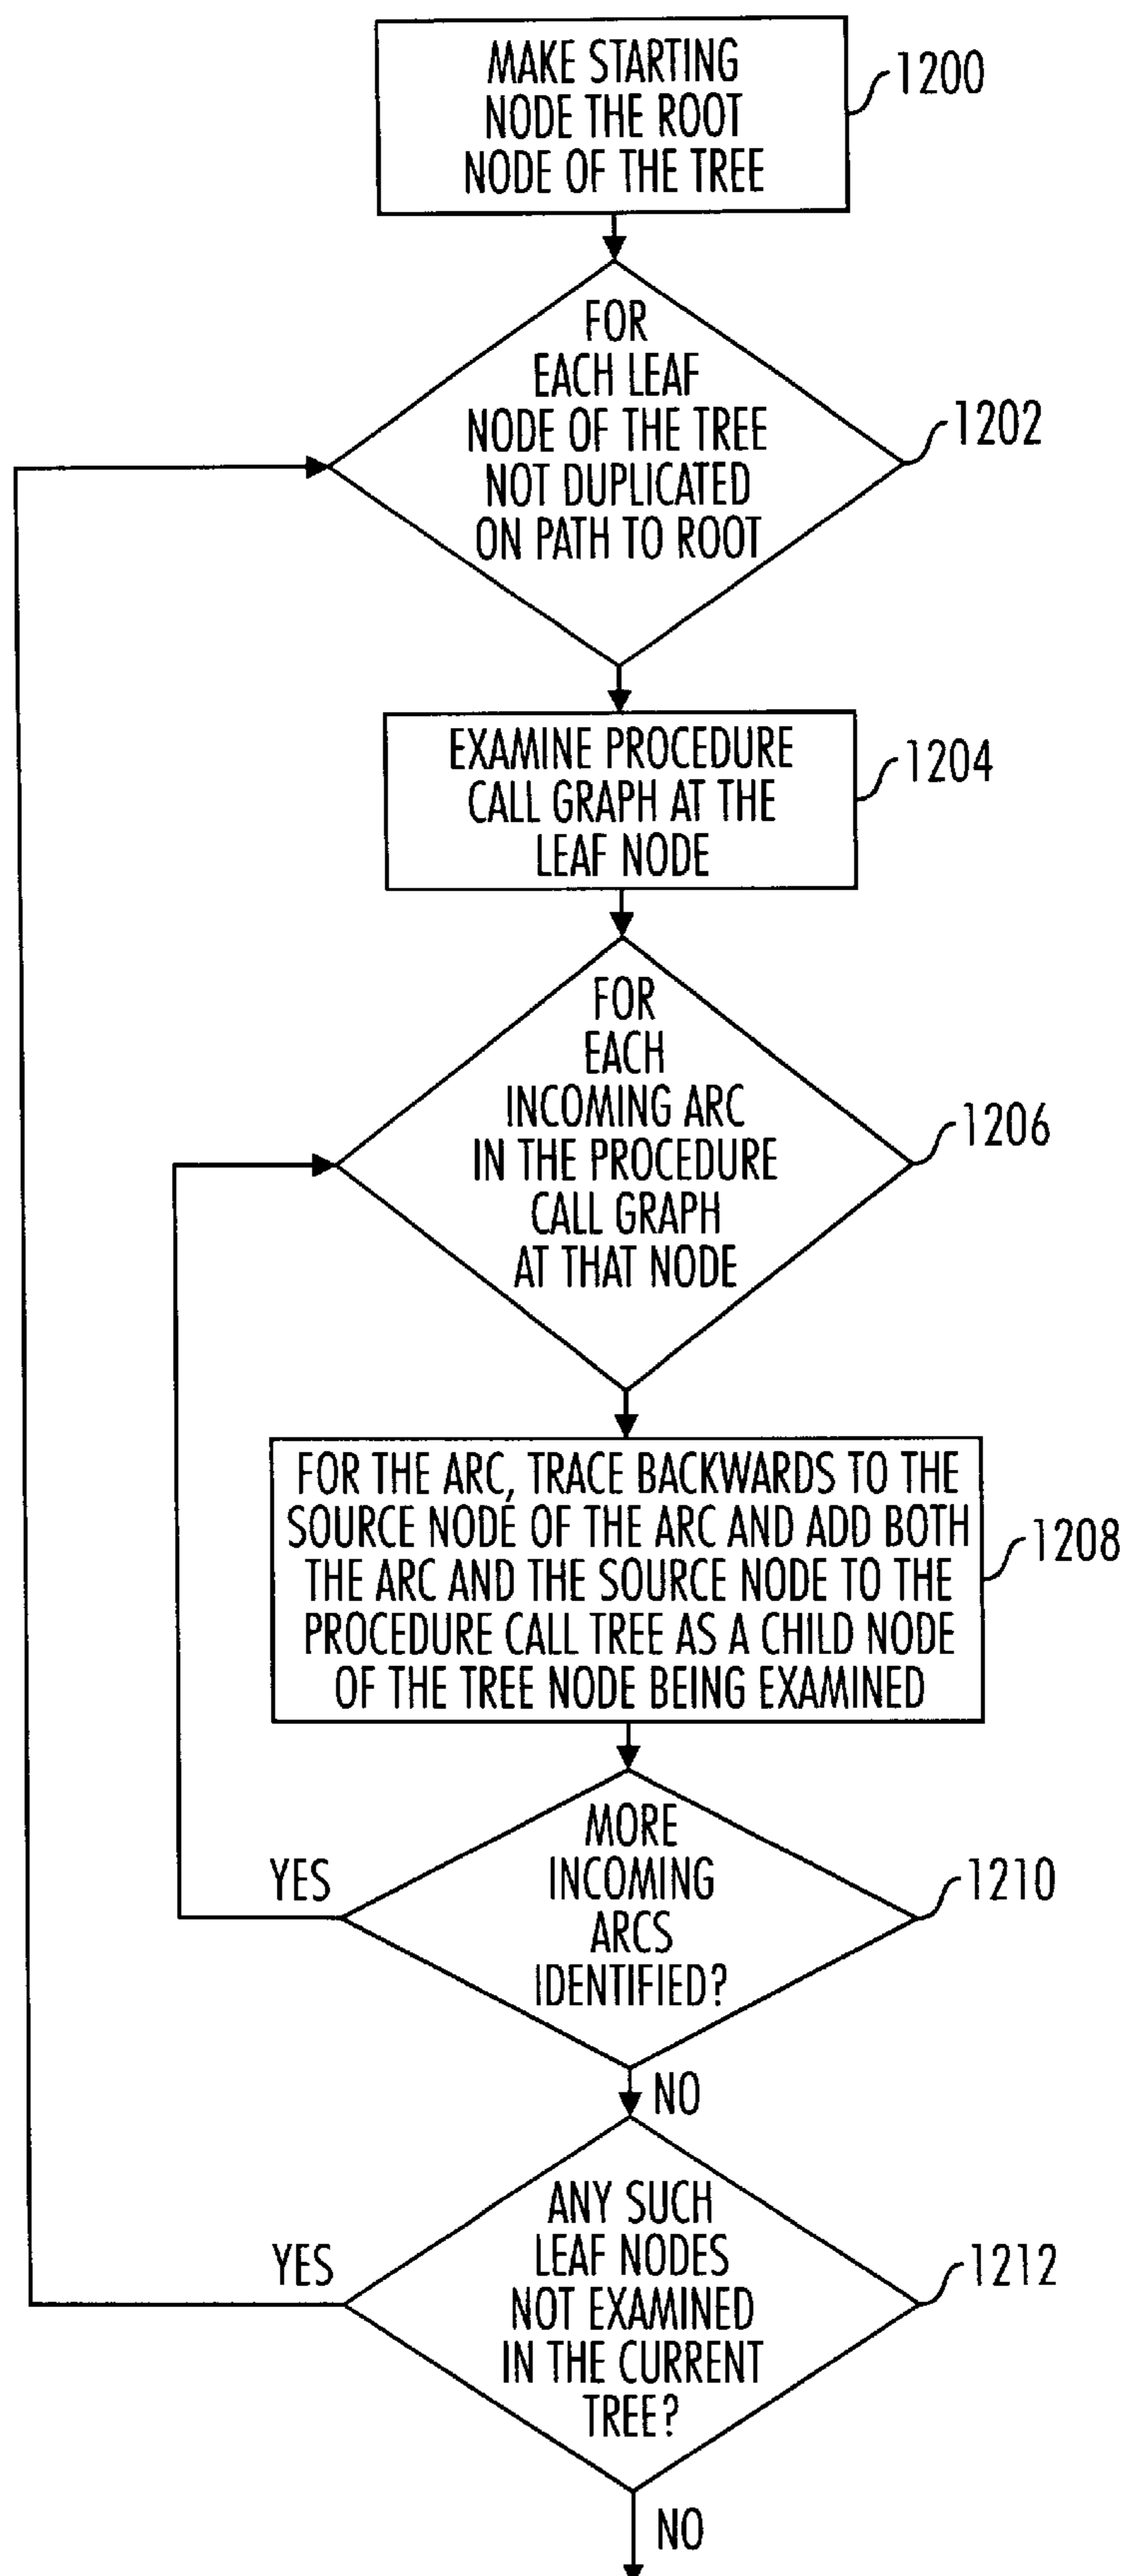 MAKE STARTING
NODE THE ROOT
NODE OF THE TREE
1200
FOR
EACH LEAF
NODE OF THE TREE
NOT DUPLICATED
ON PATH TO ROOT
1202
EXAMINE PROCEDURE
CALL GRAPH AT THE
LEAF NODE
1204
FOR
EACH
INCOMING ARC
IN THE PROCEDURE
CALL GRAPH
AT THAT NODE
1206
FOR THE ARC, TRACE BACKWARDS TO THE
SOURCE NODE OF THE ARC AND ADD BOTH
THE ARC AND THE SOURCE NODE TO THE
PROCEDURE CALL TREE AS A CHILD NODE
OF THE TREE NODE BEING EXAMINED
1208
MORE
INCOMING
ARCS
IDENTIFIED?
1210
YES
NO
ANY SUCH
LEAF NODES
NOT EXAMINED
IN THE CURRENT
TREE?
1212
YES
NO